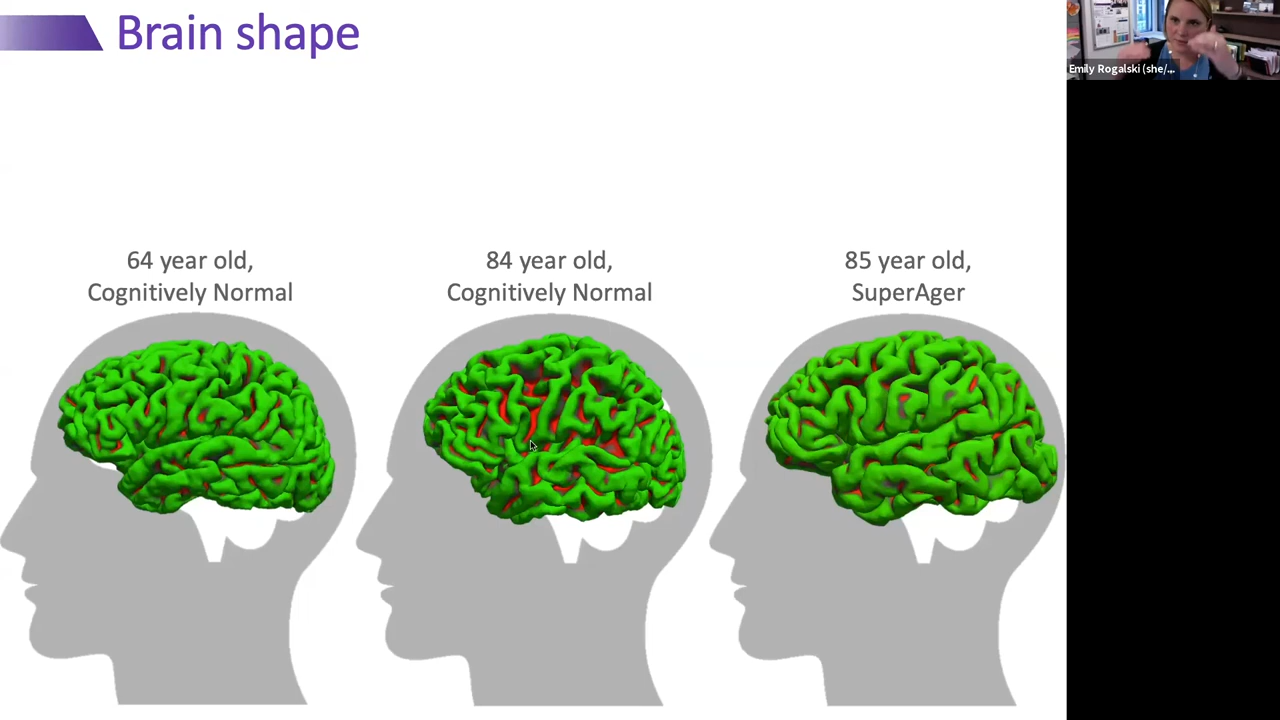 Brain shape
Emily Rogalski (she/...
64 year old,
Cognitively Normal
84 year old,
Cognitively Normal
85 year old,
SuperAger